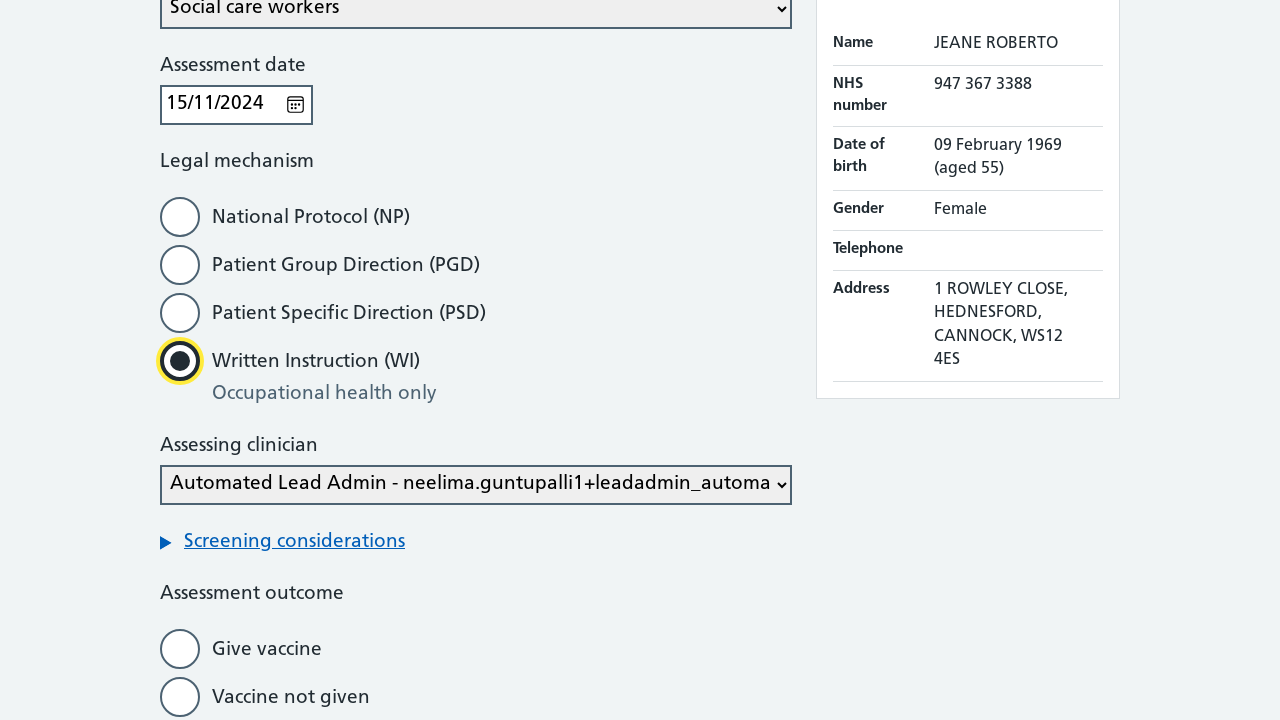 Social care workers
Assessment date
15/11/2024
Legal mechanism
National Protocol (NP)
Patient Group Direction (PGD)
Patient Specific Direction (PSD)
Written Instruction (WI)
Occupational health only
Assessing clinician
Automated Lead Admin - neelima.guntupalli1+leadadmin_automa
Screening considerations
Assessment outcome
Give vaccine
Vaccine not given
Name JEANE ROBERTO
NHS number 947 367 3388
Date of birth 09 February 1969 (aged 55)
Gender Female
Telephone
Address 1 ROWLEY CLOSE,
HEDNESFORD,
CANNOCK, WS12
4ES